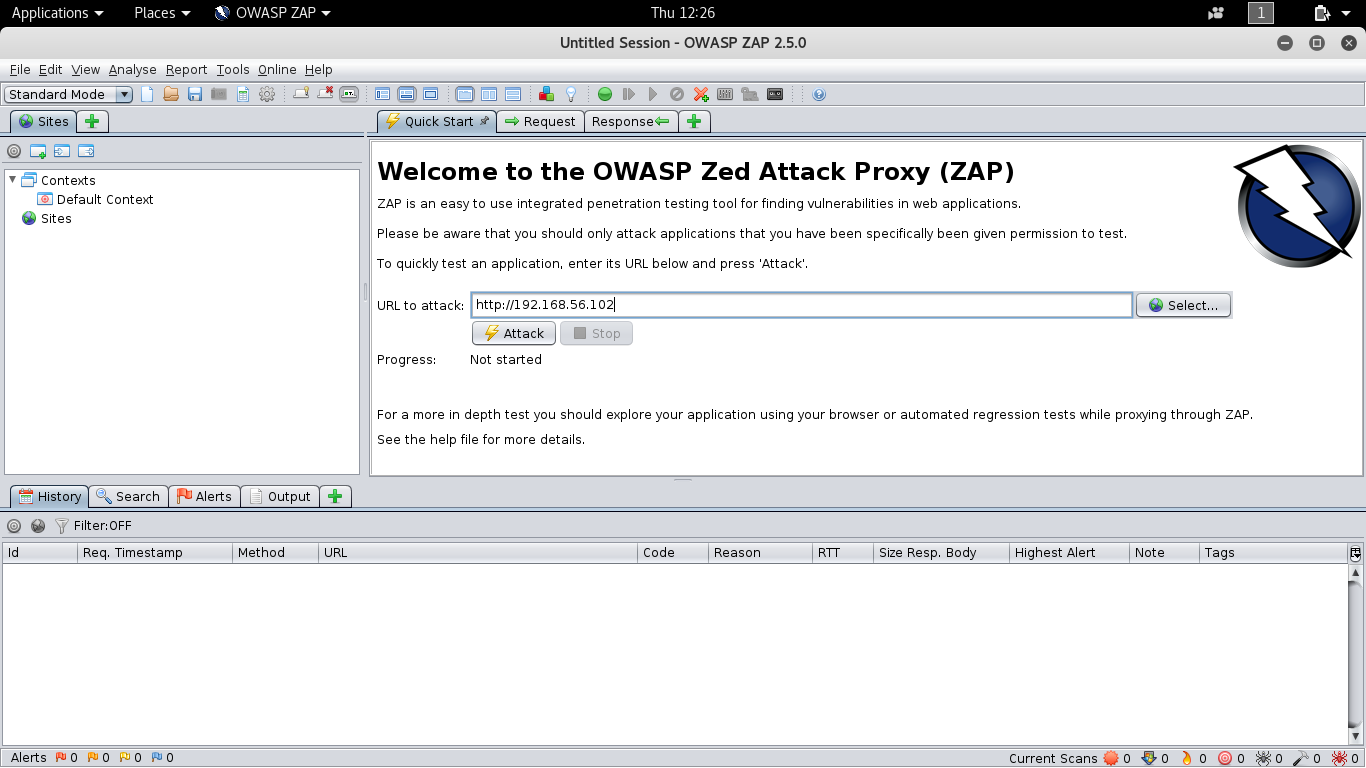 Applications Places OWASP ZAP Thu 12:26 1
Untitled Session - OWASP ZAP 2.5.0
File Edit View Analyse Report Tools Online Help
Standard Mode
Sites Quick Start Request Response
Contexts
Default Context
Sites
Welcome to the OWASP Zed Attack Proxy (ZAP)
ZAP is an easy to use integrated penetration testing tool for finding vulnerabilities in web applications.
Please be aware that you should only attack applications that you have been specifically been given permission to test.
To quickly test an application, enter its URL below and press 'Attack'.
URL to attack: http://192.168.56.102 Select...
Attack Stop
Progress: Not started
For a more in depth test you should explore your application using your browser or automated regression tests while proxying through ZAP.
See the help file for more details.
History Search Alerts Output
Filter:OFF
Id Req. Timestamp Method URL Code Reason RTT Size Resp. Body Highest Alert Note Tags
Alerts 0 0 0 0 Current Scans 0 0 0 0 0 0 0